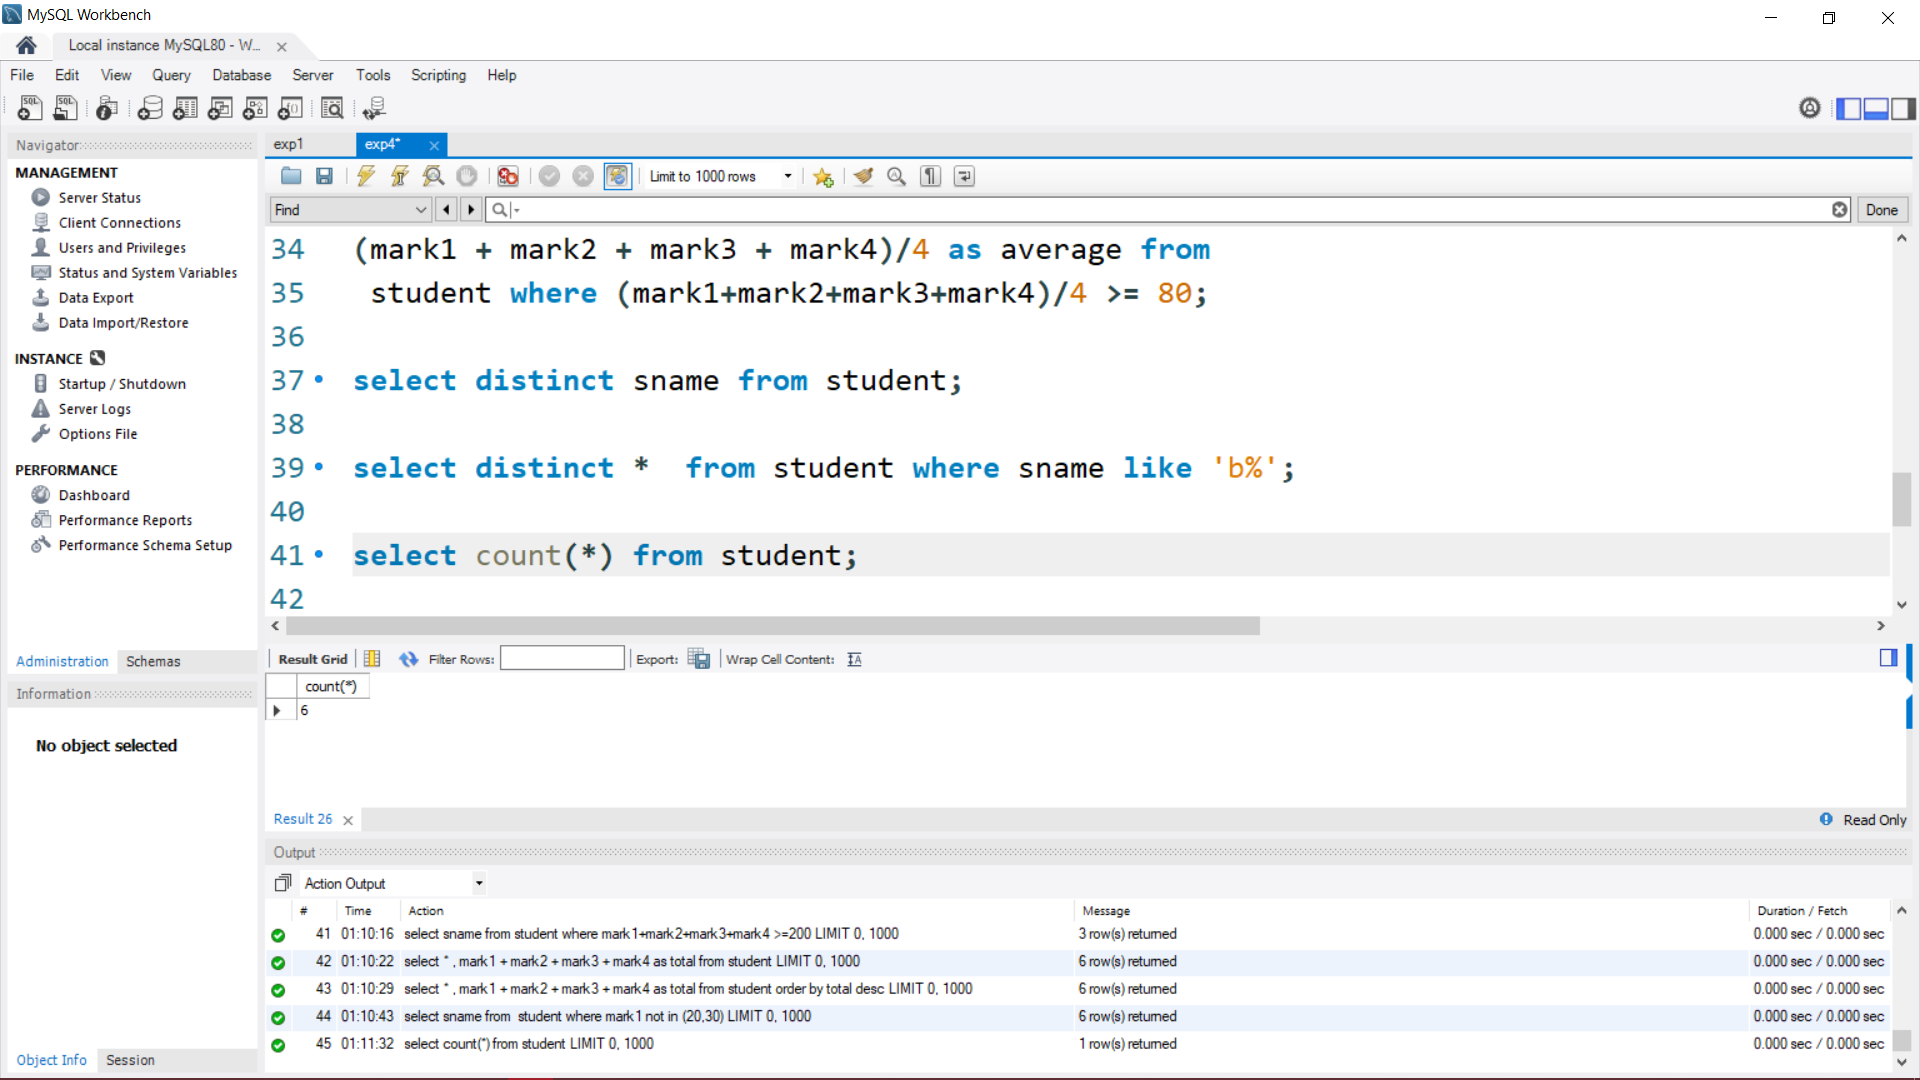 MySQL Workbench
Local instance MySQL80 - W...
File Edit View Query Database Server Tools Scripting Help
Navigator
MANAGEMENT
Server Status
Client Connections
Users and Privileges
Status and System Variables
Data Export
Data Import/Restore
INSTANCE
Startup / Shutdown
Server Logs
Options File
PERFORMANCE
Dashboard
Performance Reports
Performance Schema Setup
Administration Schemas
Information
No object selected
Object Info Session
exp1 exp4*
Limit to 1000 rows
Find Done
34 (mark1 + mark2 + mark3 + mark4)/4 as average from
35 student where (mark1+mark2+mark3+mark4)/4 >= 80;
36
37 select distinct sname from student;
38
39 select distinct *  from student where sname like 'b%';
40
41 select count(*) from student;
42
Result Grid Filter Rows: Export: Wrap Cell Content:
count(*)
6
Result 26 Read Only
Output
Action Output
# Time Action Message Duration / Fetch
41 01:10:16 select sname from student where mark1+mark2+mark3+mark4 >=200 LIMIT 0, 1000 3 row(s) returned 0.000 sec / 0.000 sec
42 01:10:22 select * , mark1 + mark2 + mark3 + mark4 as total from student LIMIT 0, 1000 6 row(s) returned 0.000 sec / 0.000 sec
43 01:10:29 select * , mark1 + mark2 + mark3 + mark4 as total from student order by total desc LIMIT 0, 1000 6 row(s) returned 0.000 sec / 0.000 sec
44 01:10:43 select sname from  student where mark1 not in (20,30) LIMIT 0, 1000 6 row(s) returned 0.000 sec / 0.000 sec
45 01:11:32 select count(*) from student LIMIT 0, 1000 1 row(s) returned 0.000 sec / 0.000 sec